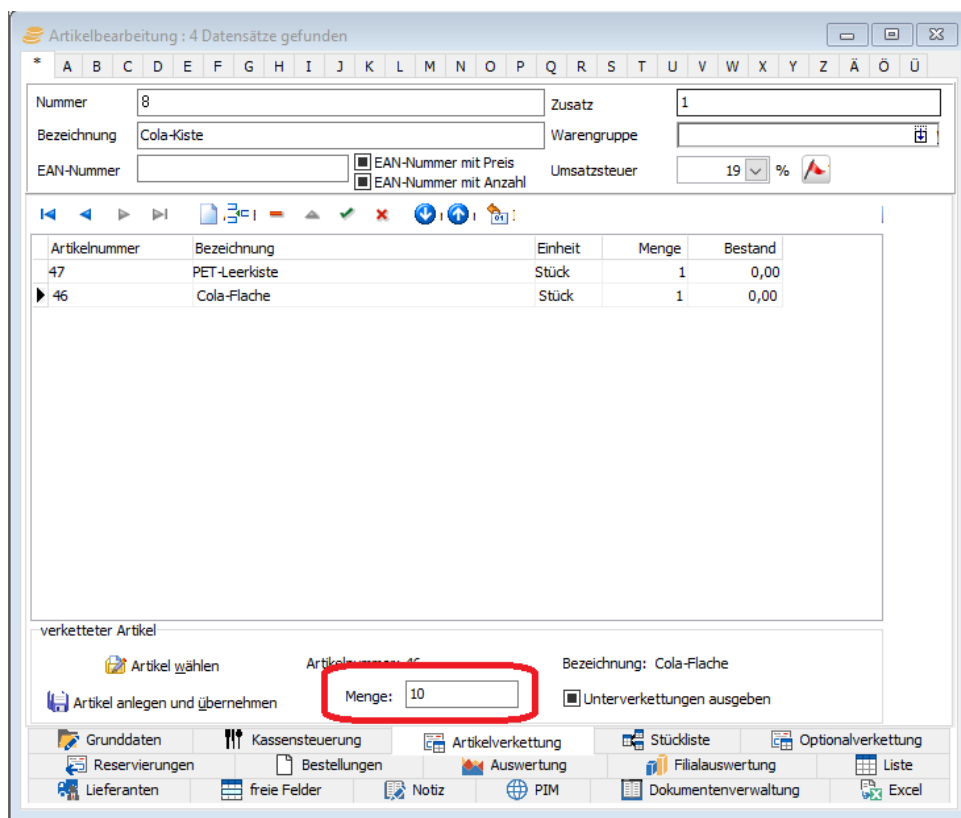 Artikelbearbeitung : 4 Datensätze gefunden
* A B C D E F G H I J K L M N O P Q R S T U V W X Y Z Ä Ö Ü
Nummer 8 Zusatz 1
Bezeichnung Cola-Kiste Warengruppe
EAN-Nummer EAN-Nummer mit Preis Umsatzsteuer 19 %
EAN-Nummer mit Anzahl
Artikelnummer Bezeichnung Einheit Menge Bestand
47 PET-Leerkiste Stück 1 0,00
46 Cola-Flache Stück 1 0,00
verketteter Artikel
Artikel wählen Artikelnummer: 46 Bezeichnung: Cola-Flache
Artikel anlegen und übernehmen Menge: 10 Unterverkettungen ausgeben
Grunddaten Kassensteuerung Artikelverkettung Stückliste Optionalverkettung
Reservierungen Bestellungen Auswertung Filialauswertung Liste
Lieferanten freie Felder Notiz PIM Dokumentenverwaltung Excel